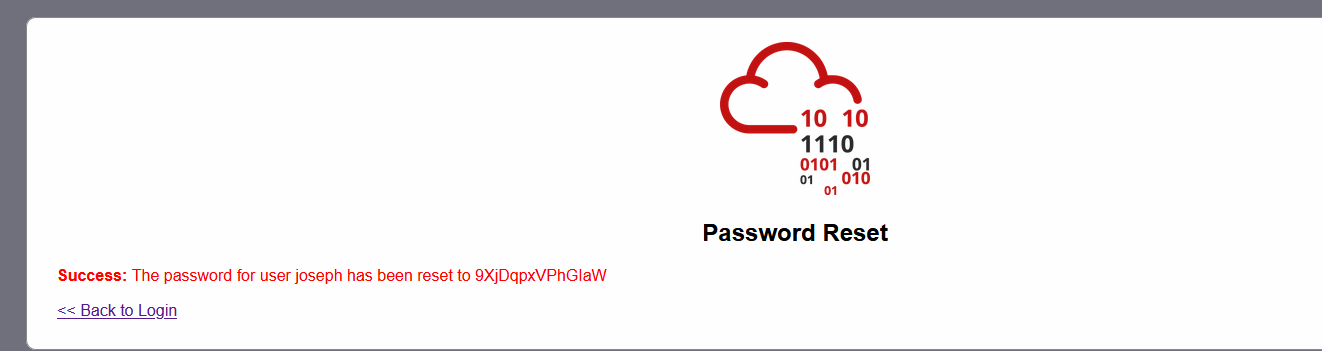 10 10
1110
0101 01
01 010
01
Password Reset
Success: The password for user joseph has been reset to 9XjDqpxVPhGIaW
<< Back to Login